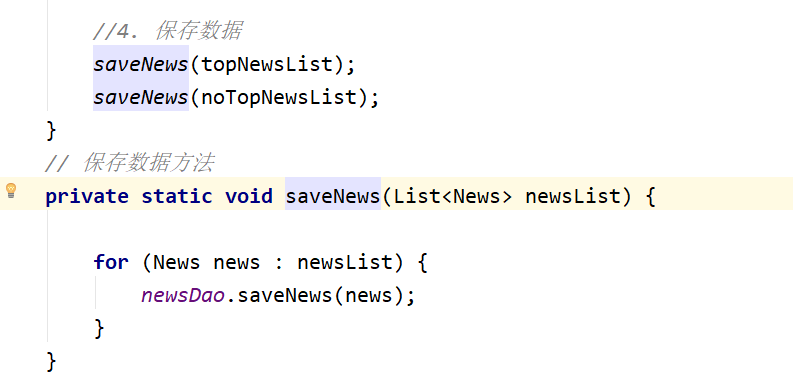 //4. 保存数据
saveNews(topNewsList);
saveNews(noTopNewsList);
}
// 保存数据方法
private static void saveNews(List<News> newsList) {
for (News news : newsList) {
newsDao.saveNews(news);
}
}